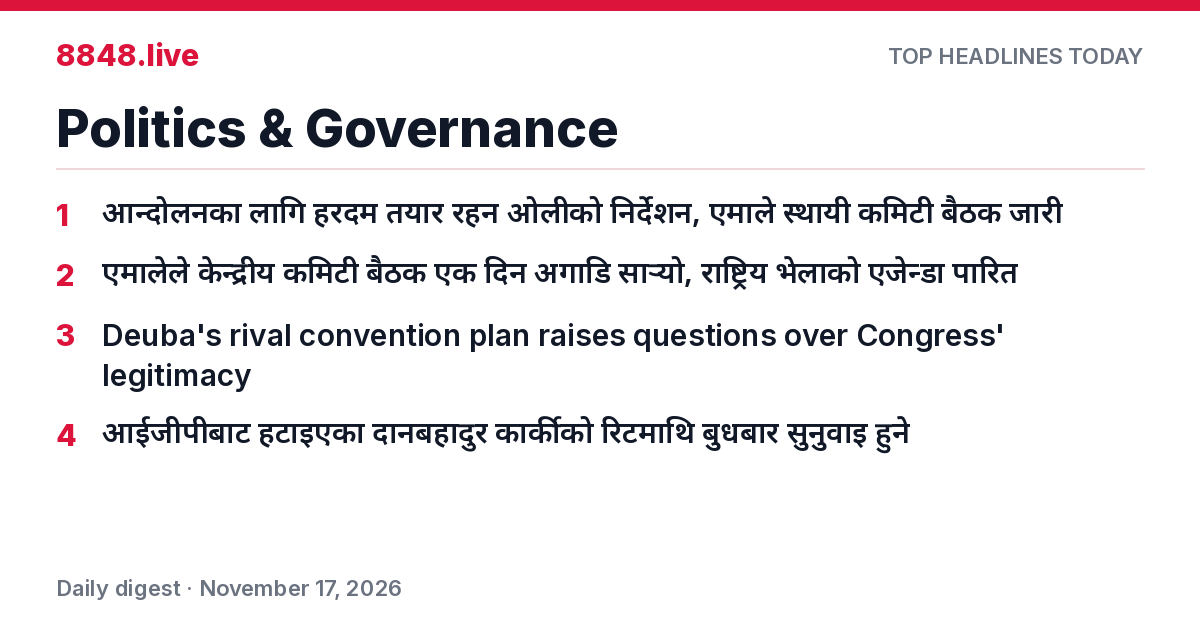 8848.live
TOP HEADLINES TODAY
Politics & Governance
1 आन्दोलनका लागि हरदम तयार रहन ओलीको निर्देशन, एमाले स्थायी कमिटी बैठक जारी
2 एमालेले केन्द्रीय कमिटी बैठक एक दिन अगाडि सार्‍यो, राष्ट्रिय भेलाको एजेन्डा पारित
3 Deuba's rival convention plan raises questions over Congress'
legitimacy
4 आईजीपीबाट हटाइएका दानबहादुर कार्कीको रिटमाथि बुधबार सुनुवाइ हुने
Daily digest · November 17, 2026